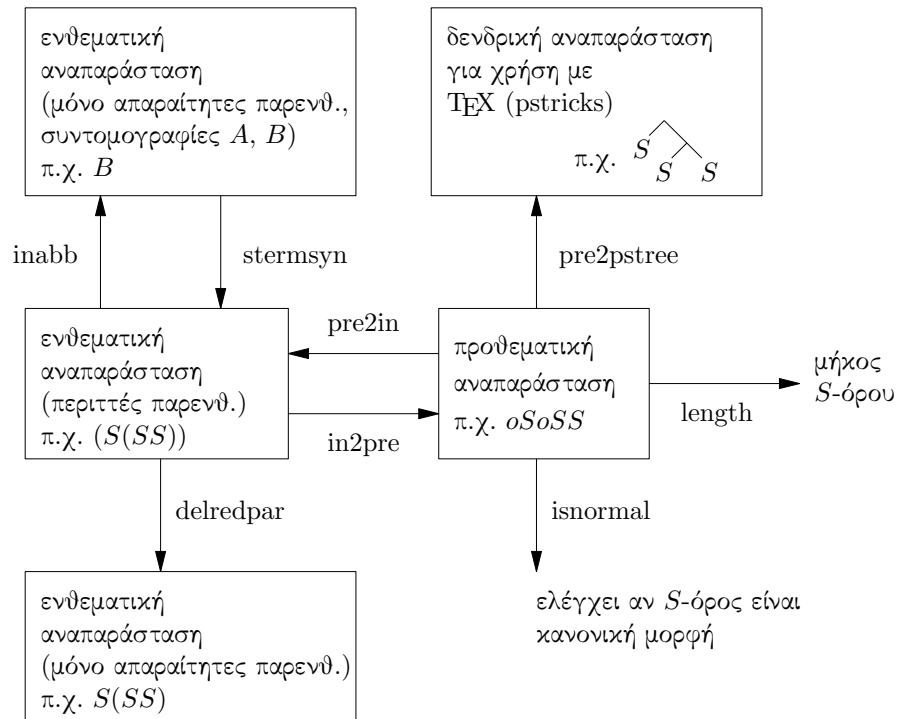 ενθεματική
αναπαράσταση
(μόνο απαραίτητες παρενθ.,
συντομογραφίες A, B)
π.χ. B
δενδρική αναπαράσταση
για χρήση με
TEX (pstricks)
π.χ. S
S S
inabb
stermsyn
pre2pstree
ενθεματική
αναπαράσταση
(περιττές παρενθ.)
π.χ. (S(SS))
pre2in
in2pre
προθεματική
αναπαράσταση
π.χ. oSoSS
length
μήκος
S-όρου
delredpar
isnormal
ενθεματική
αναπαράσταση
(μόνο απαραίτητες παρενθ.)
π.χ. S(SS)
ελέγχει αν S-όρος είναι
κανονική μορφή